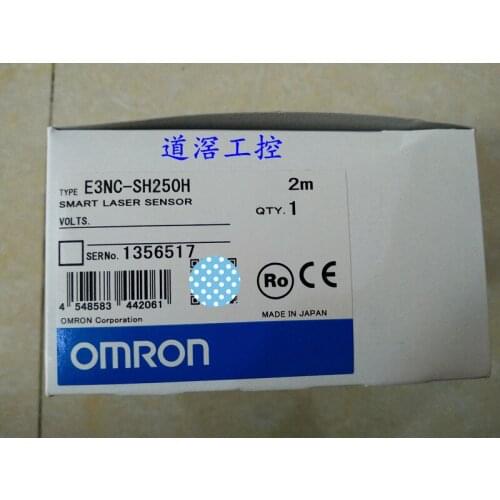 道滘工控
TYPE E3NC-SH250H 2m
SMART LASER SENSOR
VOLTS. QTY. 1
SERNo. 1356517
4 548583 442061
Ro CE
OMRON Corporation MADE IN JAPAN
OMRON